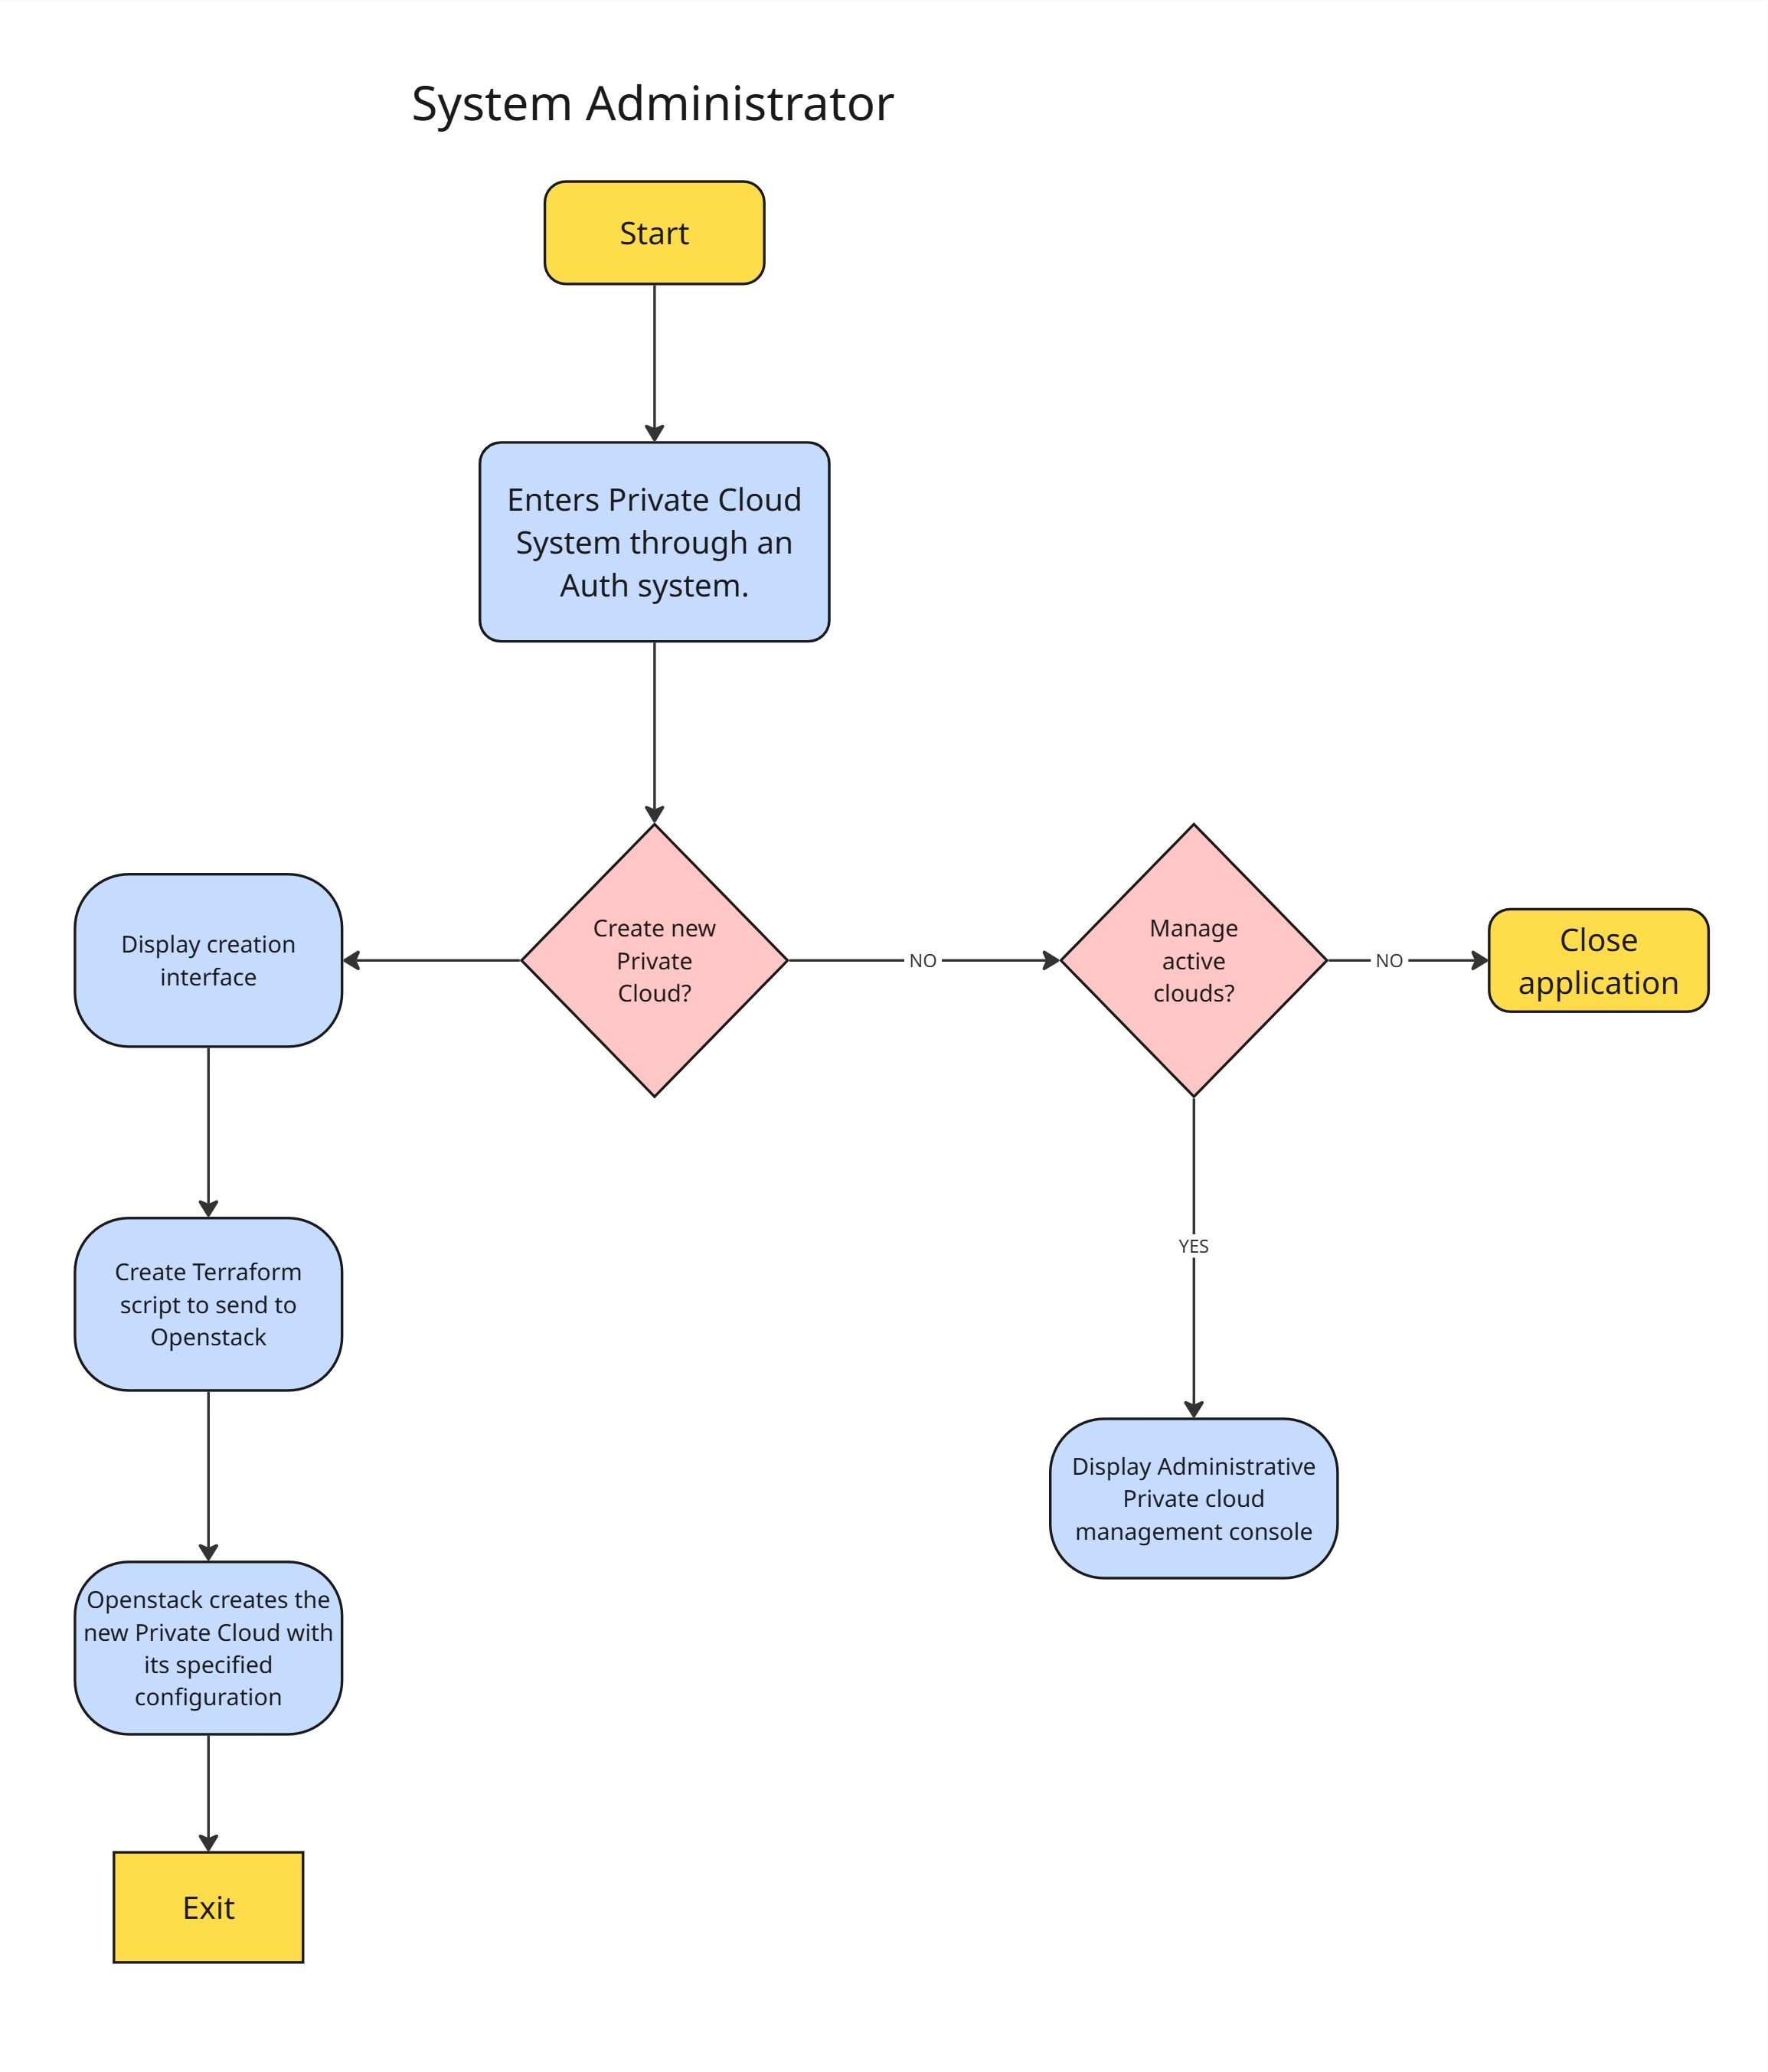 System Administrator
Start
Enters Private Cloud
System through an
Auth system.
Create new
Private
Cloud?
NO
Manage
active
clouds?
NO
Close
application
Display creation
interface
YES
Create Terraform
script to send to
Openstack
Display Administrative
Private cloud
management console
Openstack creates the
new Private Cloud with
its specified
configuration
Exit